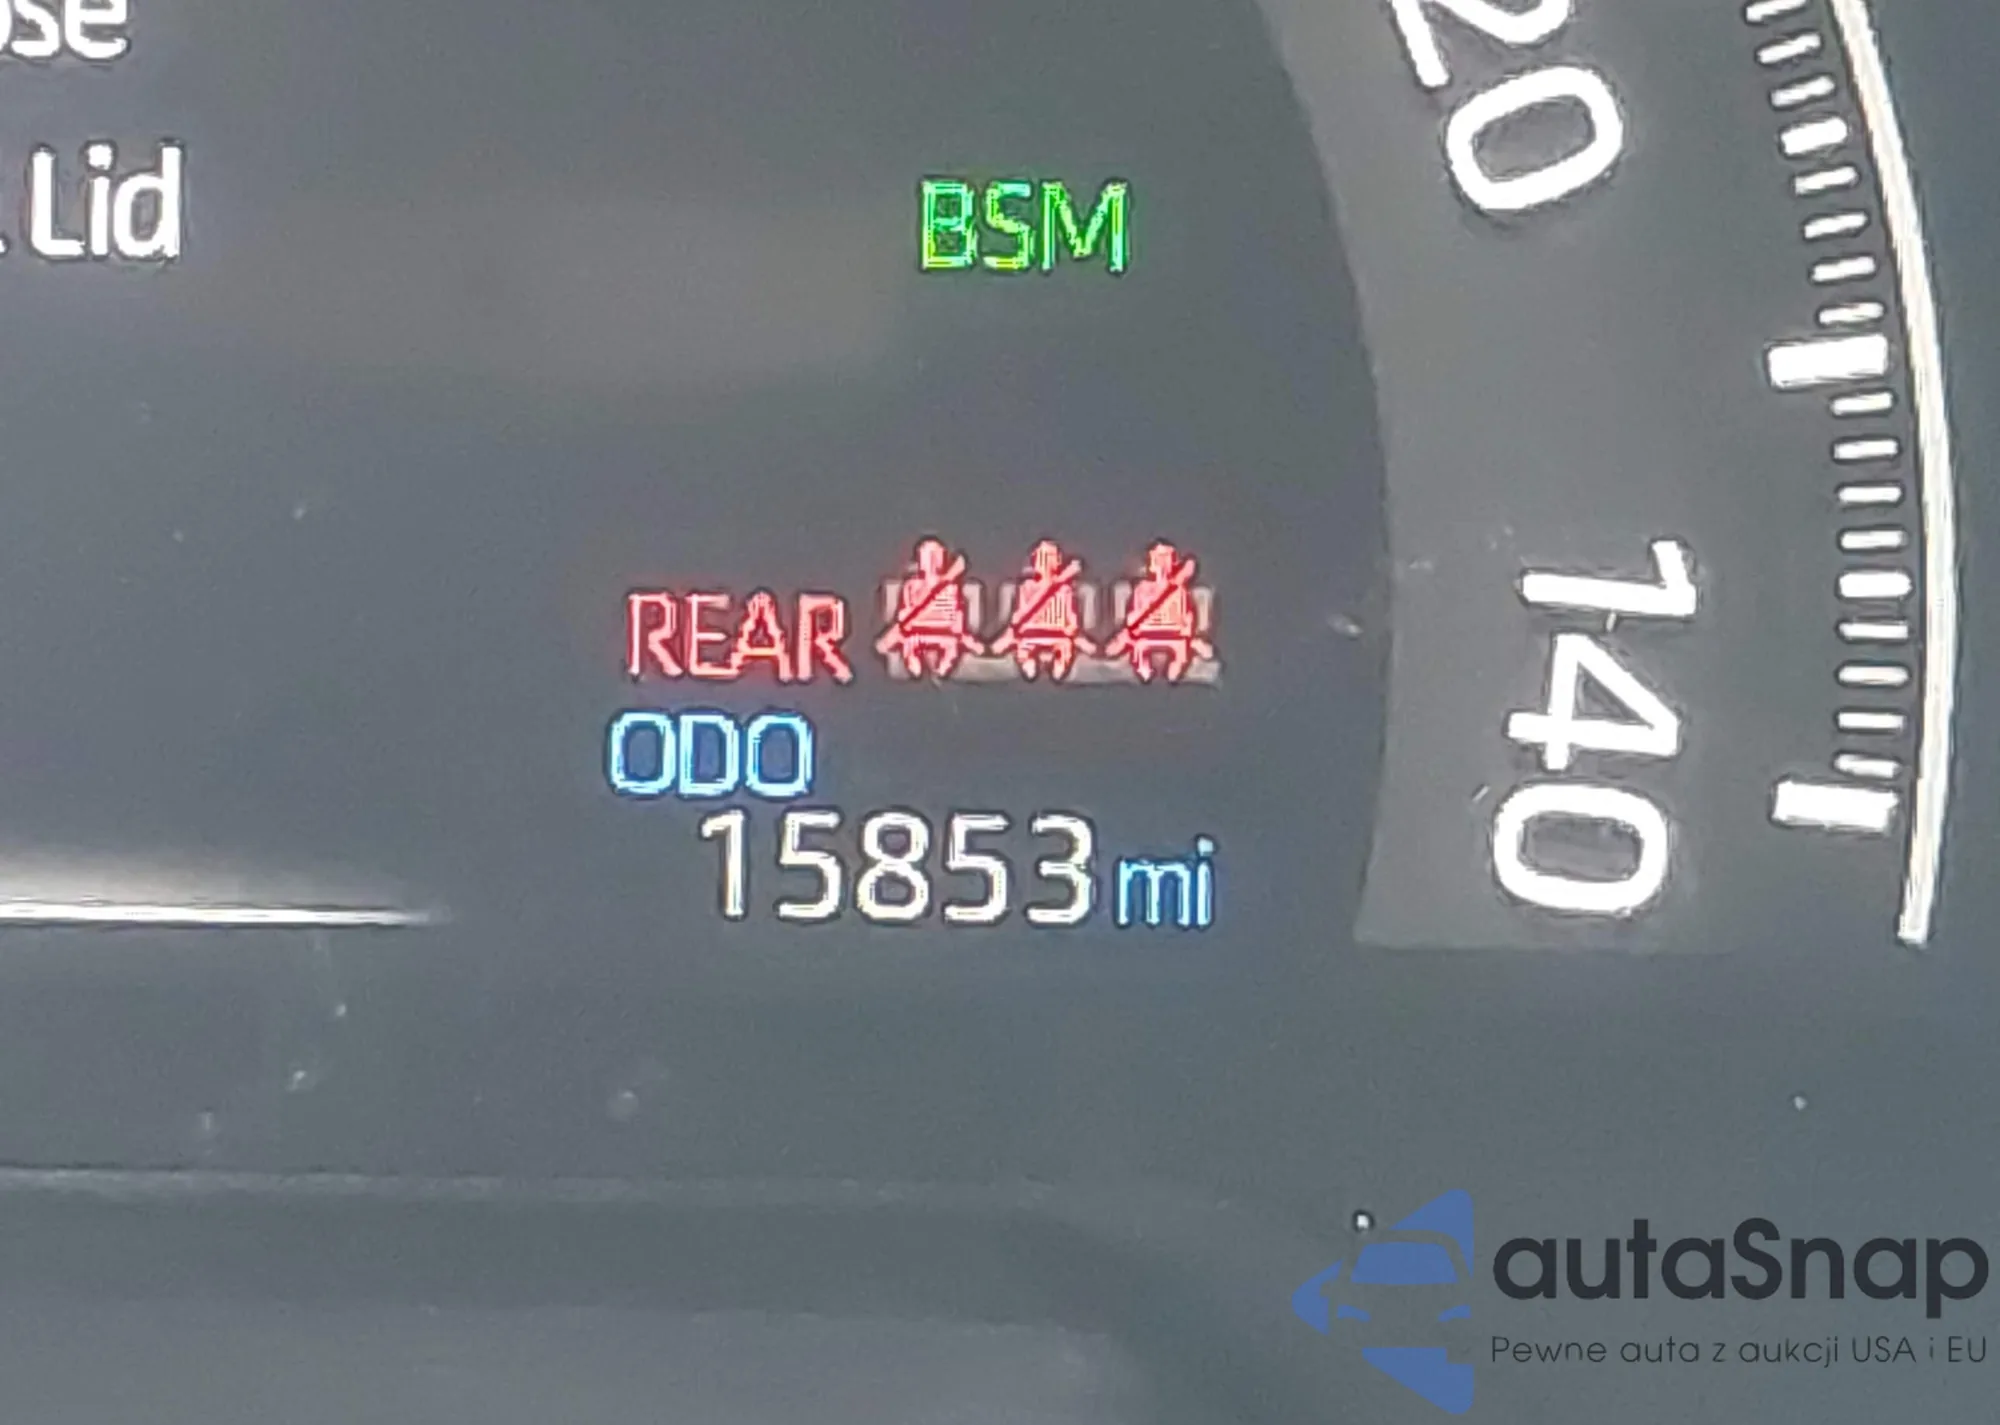 Lid
BSM
REAR
ODO
15853 mi
20
140
autaSnap
Pewne auta z aukcji USA i EU